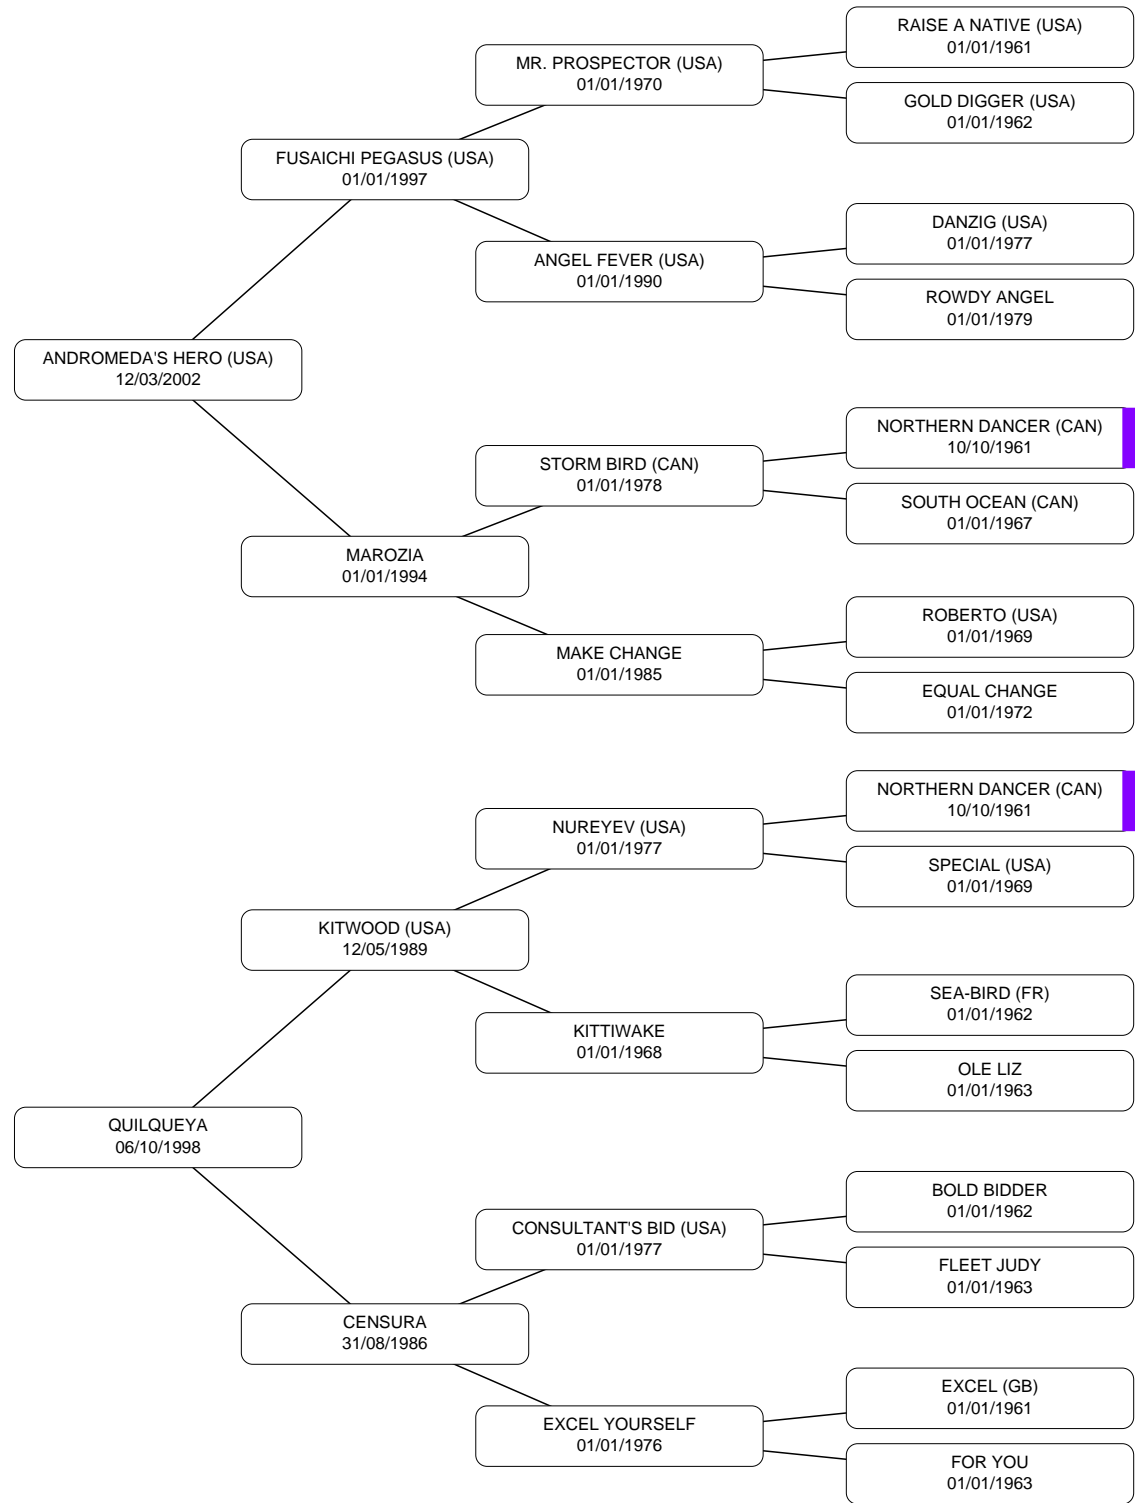 RAISE A NATIVE (USA)
01/01/1961
MR. PROSPECTOR (USA)
01/01/1970
GOLD DIGGER (USA)
01/01/1962
FUSAICHI PEGASUS (USA)
01/01/1997
DANZIG (USA)
01/01/1977
ANGEL FEVER (USA)
01/01/1990
ROWDY ANGEL
01/01/1979
ANDROMEDA'S HERO (USA)
12/03/2002
NORTHERN DANCER (CAN)
10/10/1961
STORM BIRD (CAN)
01/01/1978
SOUTH OCEAN (CAN)
01/01/1967
MAROZIA
01/01/1994
ROBERTO (USA)
01/01/1969
MAKE CHANGE
01/01/1985
EQUAL CHANGE
01/01/1972
NORTHERN DANCER (CAN)
10/10/1961
NUREYEV (USA)
01/01/1977
SPECIAL (USA)
01/01/1969
KITWOOD (USA)
12/05/1989
SEA-BIRD (FR)
01/01/1962
KITTIWAKE
01/01/1968
OLE LIZ
01/01/1963
QUILQUEYA
06/10/1998
BOLD BIDDER
01/01/1962
CONSULTANT'S BID (USA)
01/01/1977
FLEET JUDY
01/01/1963
CENSURA
31/08/1986
EXCEL (GB)
01/01/1961
EXCEL YOURSELF
01/01/1976
FOR YOU
01/01/1963